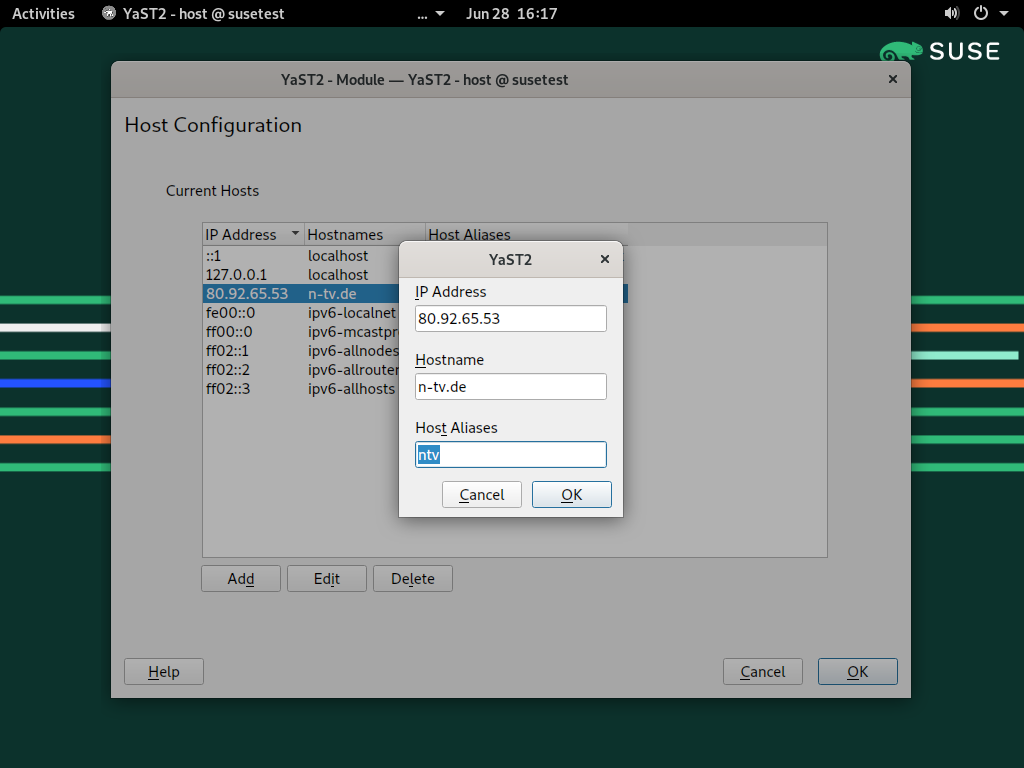 Activities YaST2 - host @ susetest ... Jun 28 16:17
SUSE
YaST2 - Module — YaST2 - host @ susetest
Host Configuration
Current Hosts
IP Address Hostnames Host Aliases
::1 localhost
127.0.0.1 localhost
80.92.65.53 n-tv.de
fe00::0 ipv6-localnet
ff00::0 ipv6-mcastpr
ff02::1 ipv6-allnodes
ff02::2 ipv6-allrouter
ff02::3 ipv6-allhosts
YaST2
IP Address
80.92.65.53
Hostname
n-tv.de
Host Aliases
ntv
Cancel OK
Add Edit Delete
Help Cancel OK